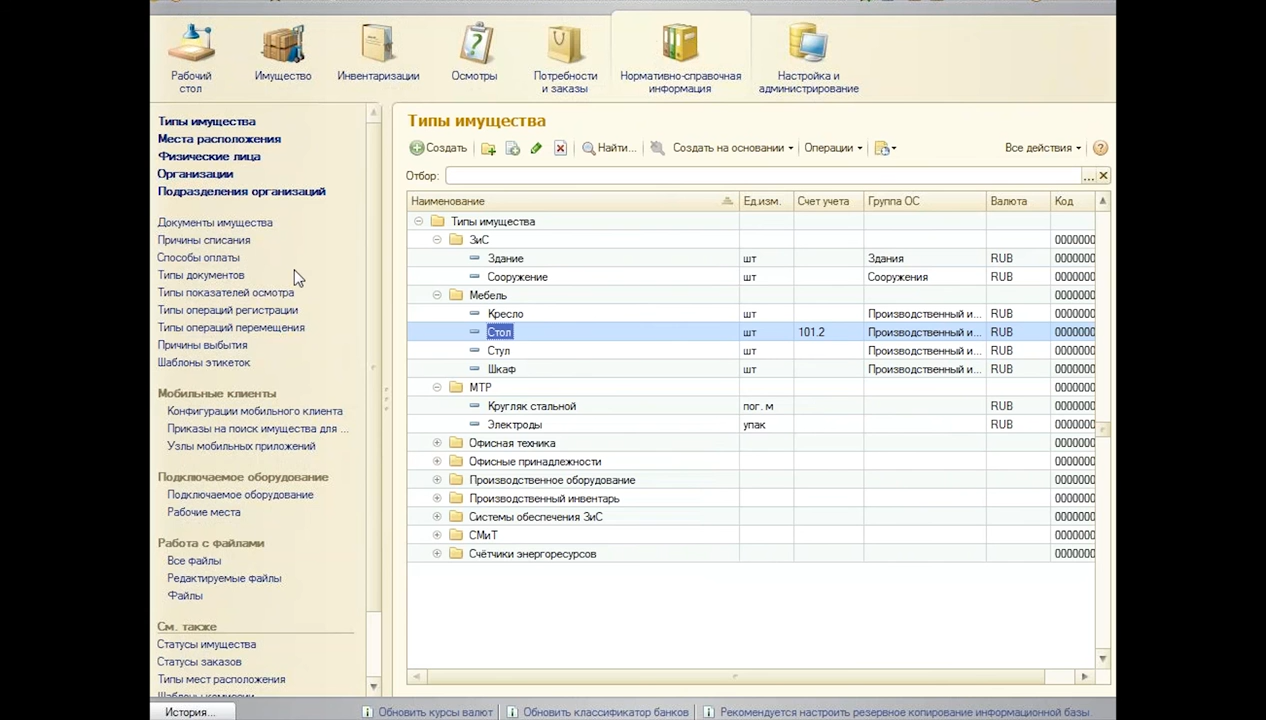 Рабочий
стол
Имущество
Инвентаризации
Осмотры
Потребности
и заказы
Нормативно-справочная
информация
Настройка и
администрирование
Типы имущества
Места расположения
Физические лица
Организации
Подразделения организаций
Документы имущества
Причины списания
Способы оплаты
Типы документов
Типы показателей осмотра
Типы операций регистрации
Типы операций перемещения
Причины выбытия
Шаблоны этикеток
Мобильные клиенты
Конфигурации мобильного клиента
Приказы на поиск имущества для ...
Узлы мобильных приложений
Подключаемое оборудование
Подключаемое оборудование
Рабочие места
Работа с файлами
Все файлы
Редактируемые файлы
Файлы
См. также
Статусы имущества
Статусы заказов
Типы мест расположения
Шаблоны комиссий
Типы имущества
Создать Найти... Создать на основании Операции Все действия
Отбор: ...
Наименование Ед.изм. Счет учета Группа ОС Валюта Код
Типы имущества
ЗиС 0000000
Здание шт Здания RUB 0000000
Сооружение шт Сооружения RUB 0000000
Мебель 0000000
Кресло шт Производственный и... RUB 0000000
Стол шт 101.2 Производственный и... RUB 0000000
Стул шт Производственный и... RUB 0000000
Шкаф шт Производственный и... RUB 0000000
МТР 0000000
Кругляк стальной пог. м RUB 0000000
Электроды упак RUB 0000000
Офисная техника 0000000
Офисные принадлежности 0000000
Производственное оборудование 0000000
Производственный инвентарь 0000000
Системы обеспечения ЗиС 0000000
СМиТ 0000000
Счётчики энергоресурсов 0000000
История... Обновить курсы валют Обновить классификатор банков Рекомендуется настроить резервное копирование информационной базы.